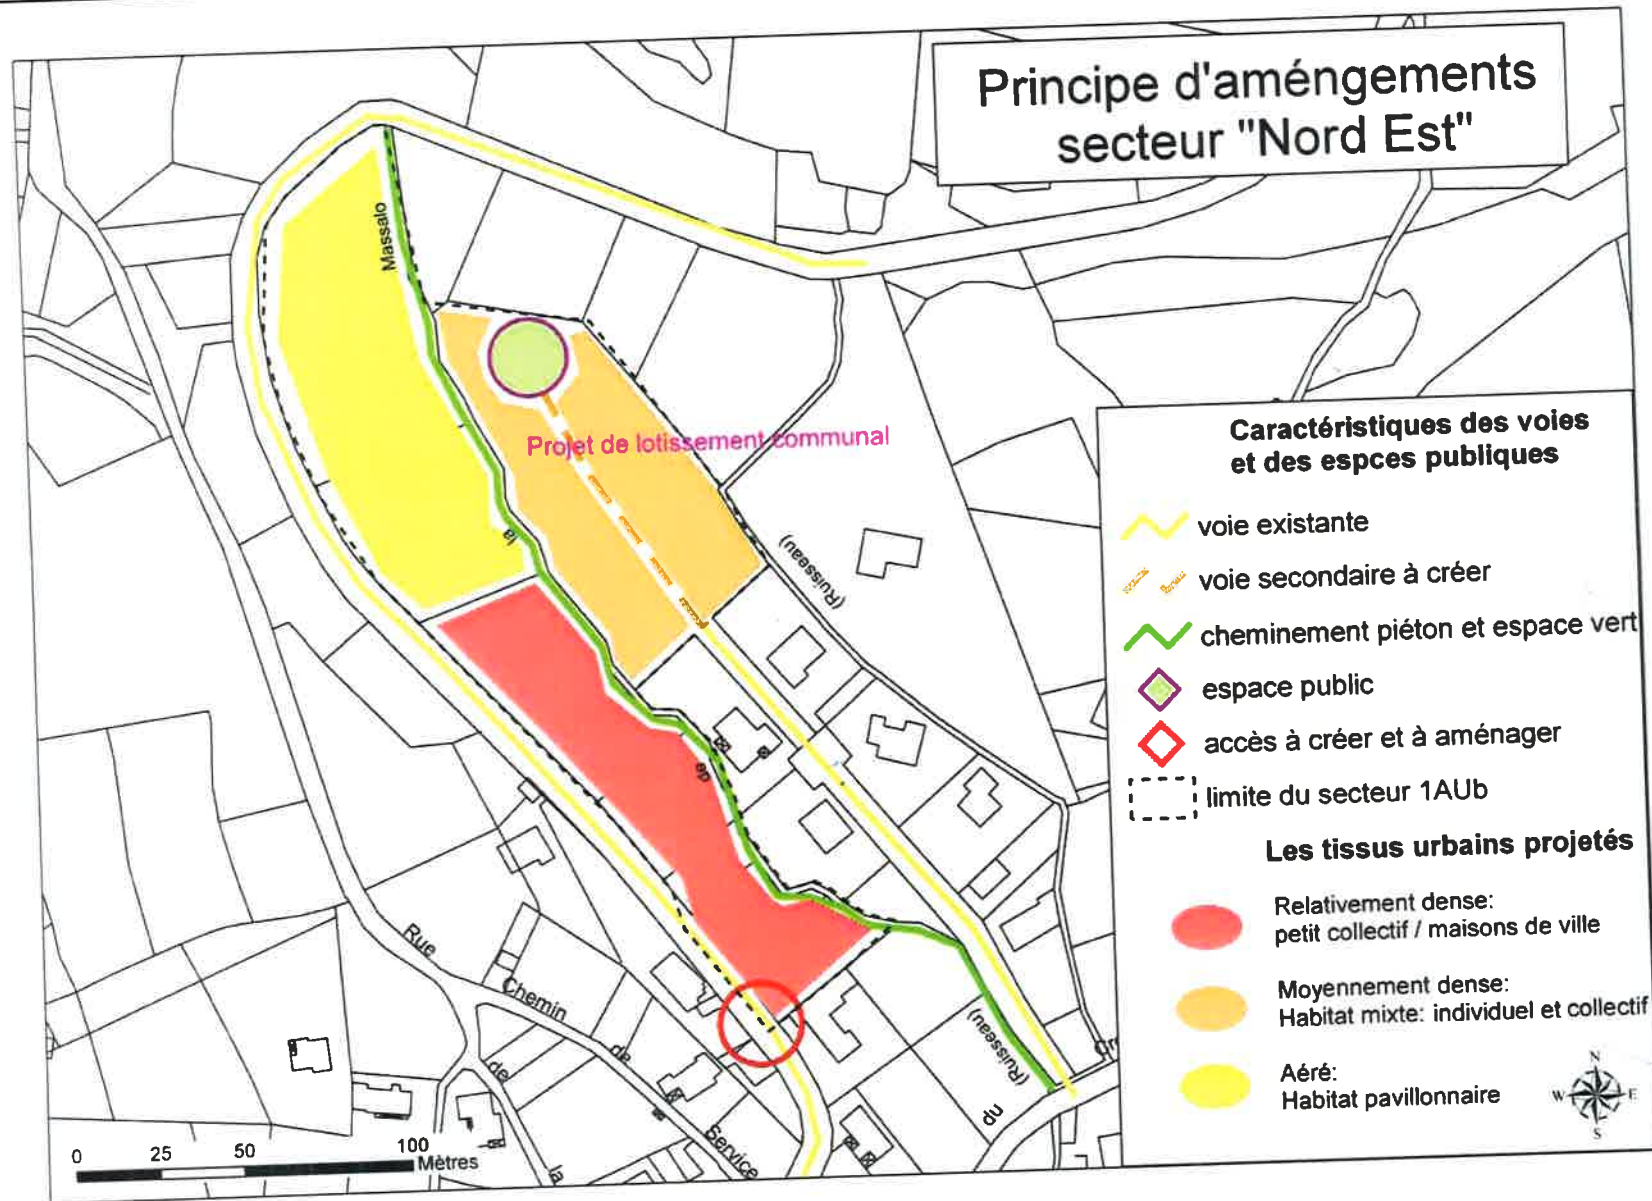 Principe d'améngements
secteur "Nord Est"
Massalo
Projet de lotissement communal
la
(Ruisseau)
de
Rue
Chemin
de
de
la
Service
(Ruisseau)
du
0 25 50 100
Mètres
Caractéristiques des voies
et des espces publiques
voie existante
voie secondaire à créer
cheminement piéton et espace vert
espace public
accès à créer et à aménager
limite du secteur 1AUb
Les tissus urbains projetés
Relativement dense:
petit collectif / maisons de ville
Moyennement dense:
Habitat mixte: individuel et collectif
Aéré:
Habitat pavillonnaire
N
W E
S